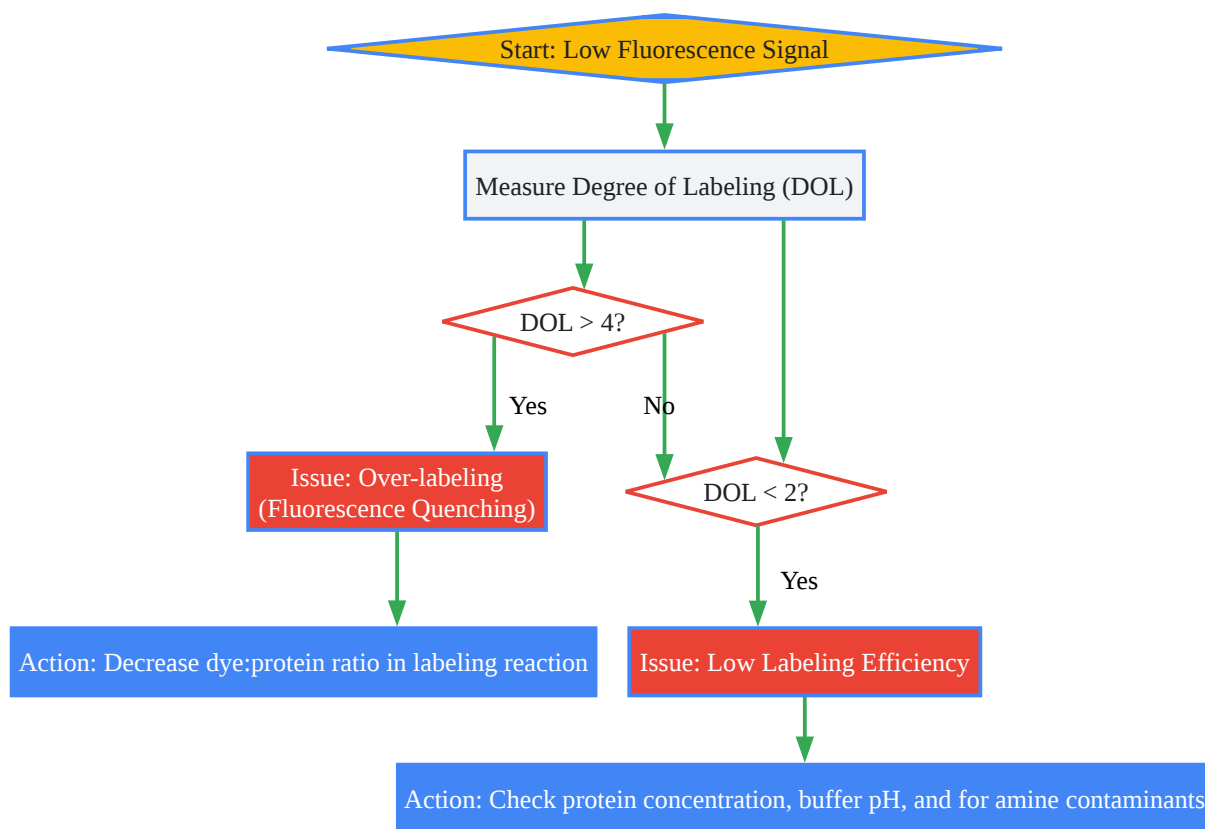 Start: Low Fluorescence Signal
Measure Degree of Labeling (DOL)
DOL > 4?
Yes
No
Issue: Over-labeling
(Fluorescence Quenching)
DOL < 2?
Yes
Action: Decrease dye:protein ratio in labeling reaction
Issue: Low Labeling Efficiency
Action: Check protein concentration, buffer pH, and for amine contaminants